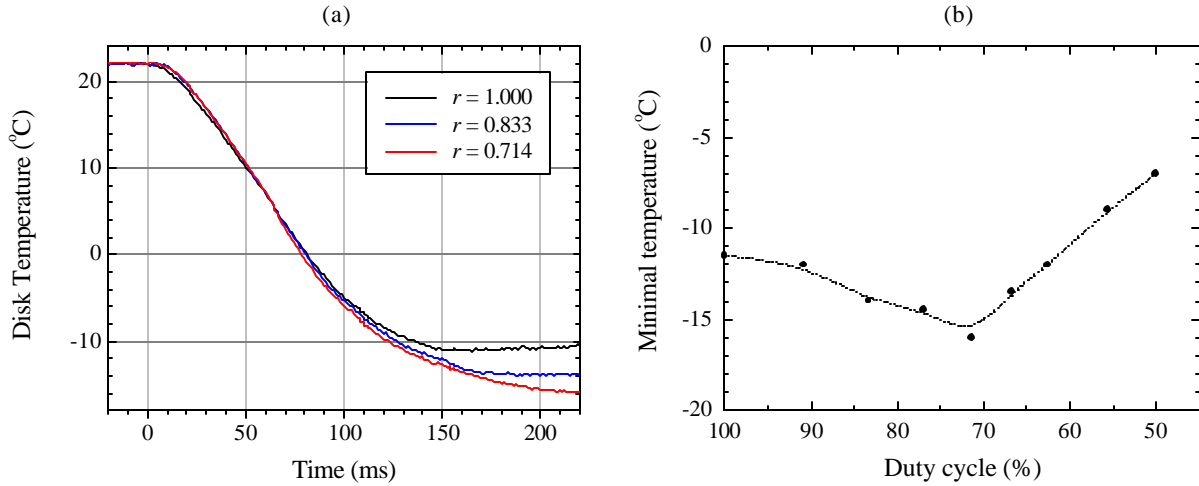 (a)
Disk Temperature (°C)
20
10
0
-10
r = 1.000
r = 0.833
r = 0.714
0
50
100
150
200
Time (ms)
(b)
Minimal temperature (°C)
0
-5
-10
-15
-20
100
90
80
70
60
50
Duty cycle (%)